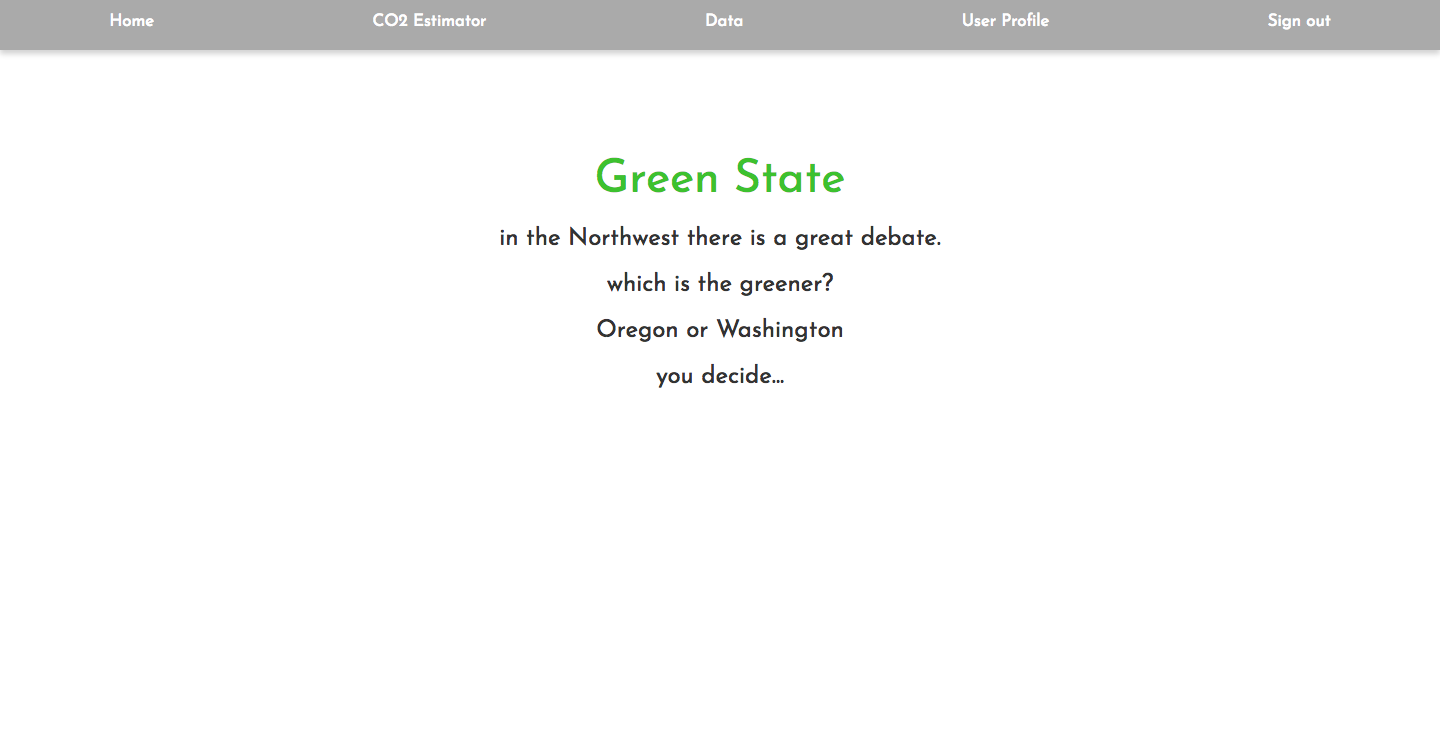 Home CO2 Estimator Data User Profile Sign out
Green State
in the Northwest there is a great debate.
which is the greener?
Oregon or Washington
you decide...